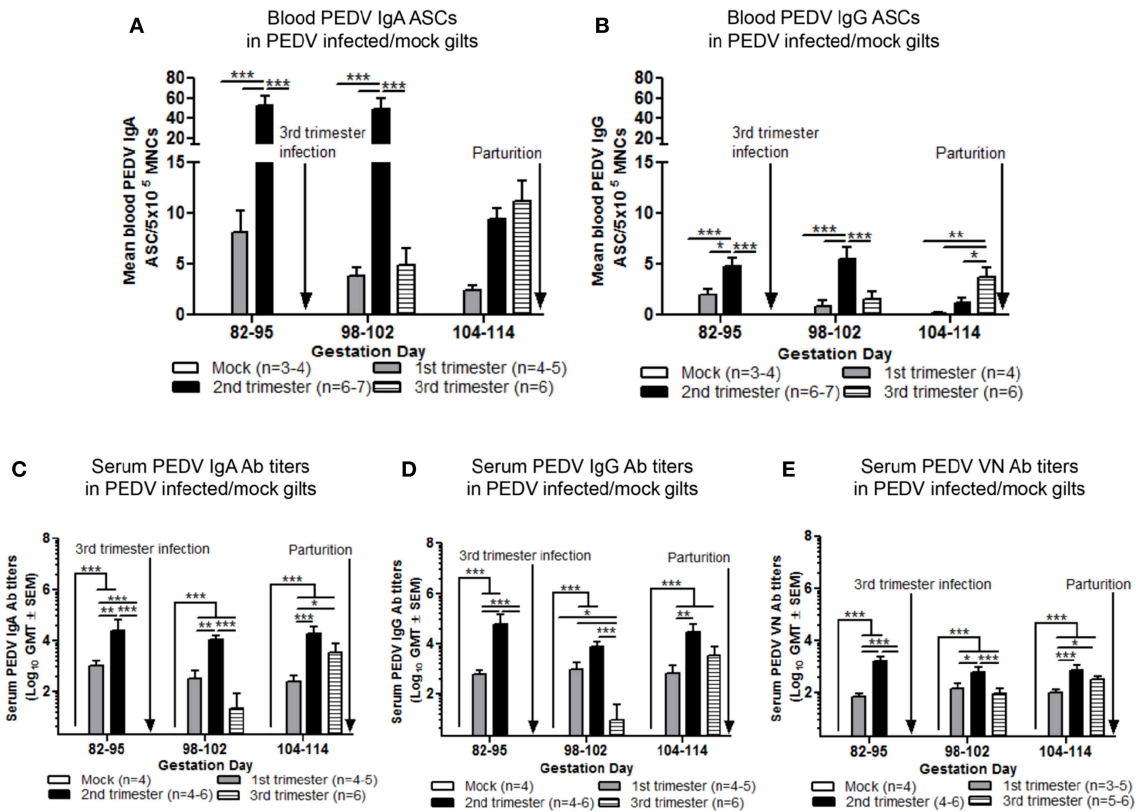 A
Blood PEDV IgA ASCs
in PEDV infected/mock gilts
Mean blood PEDV IgA
ASC/5x10 5 MNCs
80
60
40
20
15
10
5
0
***
***
***
***
3rd trimester
infection
Parturition
82-95
98-102
104-114
Gestation Day
Mock (n=3-4)
1st trimester (n=4-5)
2nd trimester (n=6-7)
3rd trimester (n=6)
B
Blood PEDV IgG ASCs
in PEDV infected/mock gilts
Mean blood PEDV IgG
ASC/5x10 5 MNCs
80
60
40
20
15
10
5
0
***
*
***
***
***
**
*
3rd trimester
infection
Parturition
82-95
98-102
104-114
Gestation Day
Mock (n=3-4)
1st trimester (n=4)
2nd trimester (n=6-7)
3rd trimester (n=6)
C
Serum PEDV IgA Ab titers
in PEDV infected/mock gilts
Serum PEDV IgA Ab titers
(Log10 GMT ± SEM)
8
6
4
2
3rd trimester infection
Parturition
***
***
**
***
***
**
***
***
*
***
82-95
98-102
104-114
Gestation Day
Mock (n=4)
1st trimester (n=4-5)
2nd trimester (n=4-6)
3rd trimester (n=6)
D
Serum PEDV IgG Ab titers
in PEDV infected/mock gilts
Serum PEDV IgG Ab titers
(Log10 GMT ± SEM)
8
6
4
2
3rd trimester infection
Parturition
***
***
***
*
***
***
**
82-95
98-102
104-114
Gestation Day
Mock (n=4)
1st trimester (n=4-5)
2nd trimester (n=4-6)
3rd trimester (n=6)
E
Serum PEDV VN Ab titers
in PEDV infected/mock gilts
Serum PEDV VN Ab titers
(Log10 GMT ± SEM)
8
6
4
2
3rd trimester infection
Parturition
***
***
***
*
***
***
*
***
82-95
98-102
104-114
Gestation Day
Mock (n=4)
1st trimester (n=3-5)
2nd trimester (4-6)
3rd trimester (n=5-6)